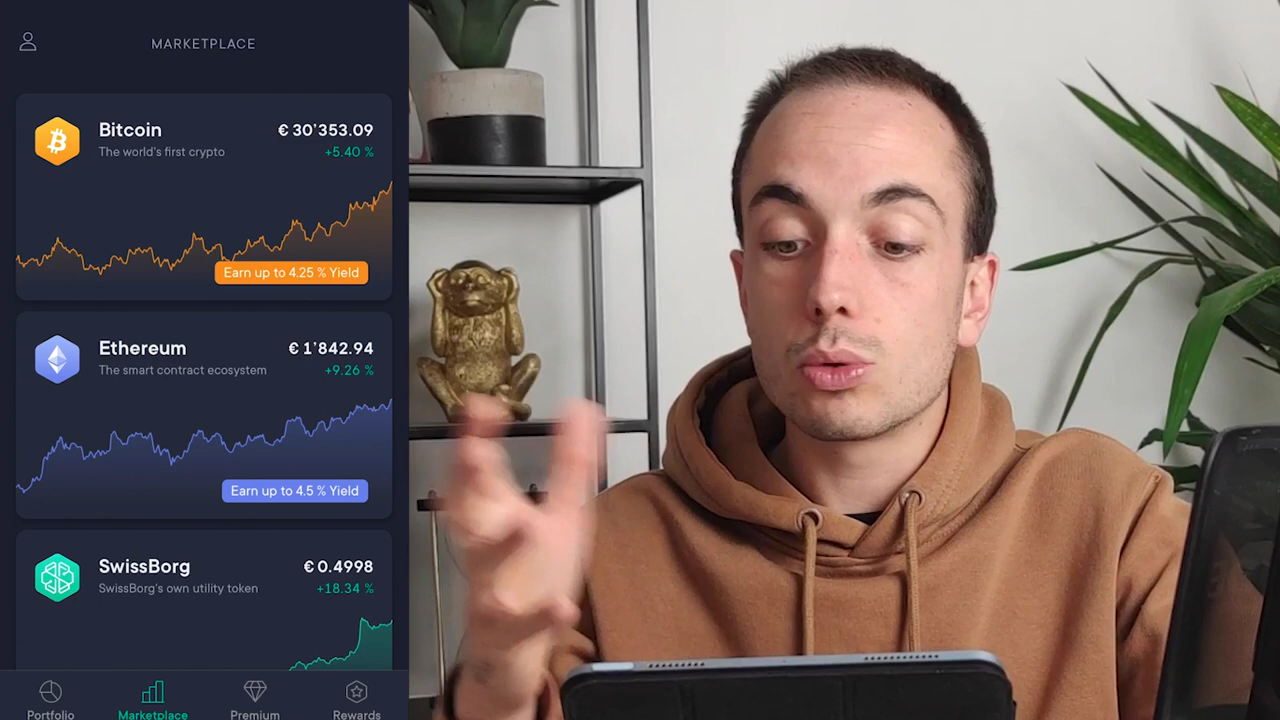 MARKETPLACE
Bitcoin € 30'353.09
The world's first crypto +5.40 %
Earn up to 4.25 % Yield
Ethereum € 1'842.94
The smart contract ecosystem +9.26 %
Earn up to 4.5 % Yield
SwissBorg € 0.4998
SwissBorg's own utility token +18.34 %
Portfolio Marketplace Premium Rewards